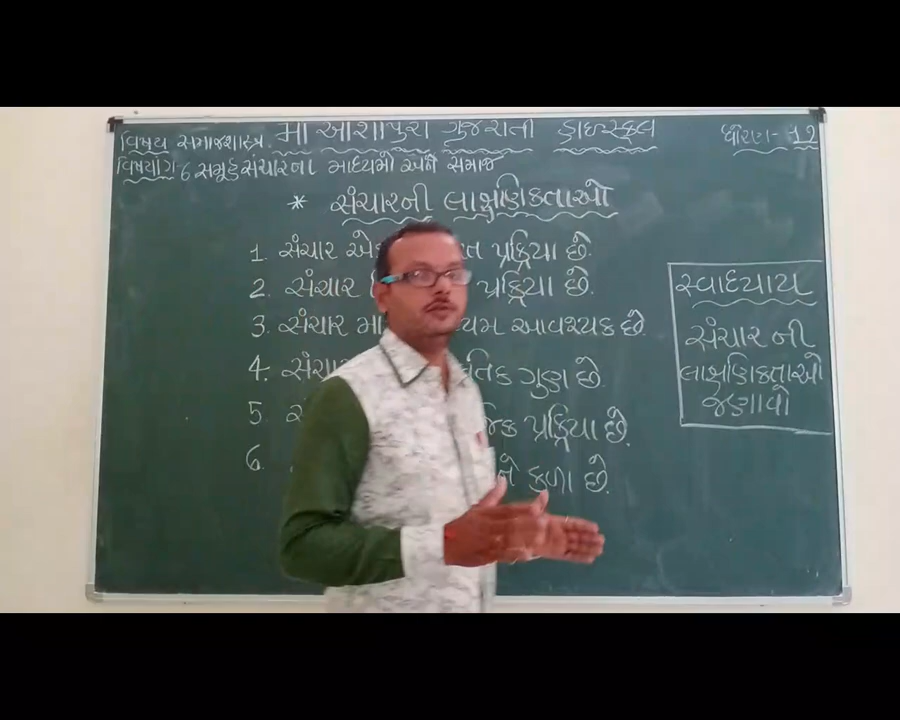 મા આશાપુરા ગુજરાતી હાઇસ્કૂલ
વિષય સમાજશાસ્ત્ર. ધોરણ-12
વિષયાંગ-6 સમૂહસંચારના માધ્યમો અને સમાજ
* સંચારની લાક્ષણિકતાઓ
1. સંચાર પ્રક્રિયા છે.
2. સંચાર પ્રક્રિયા છે.
3. સંચાર આવશ્યક છે.
4. ગુણ છે.
5. પ્રક્રિયા છે.
6. કળા છે.
સ્વાધ્યાય
સંચાર ની
લાક્ષણિકતાઓ
જણાવો